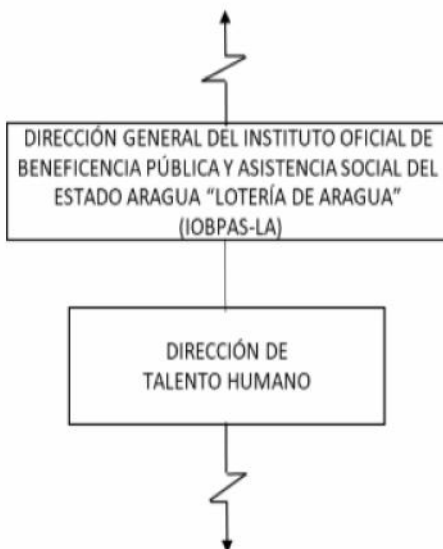 DIRECCIÓN GENERAL DEL INSTITUTO OFICIAL DE
BENEFICENCIA PÚBLICA Y ASISTENCIA SOCIAL DEL
ESTADO ARAGUA “LOTERÍA DE ARAGUA”
(IOBPAS-LA)
DIRECCIÓN DE
TALENTO HUMANO